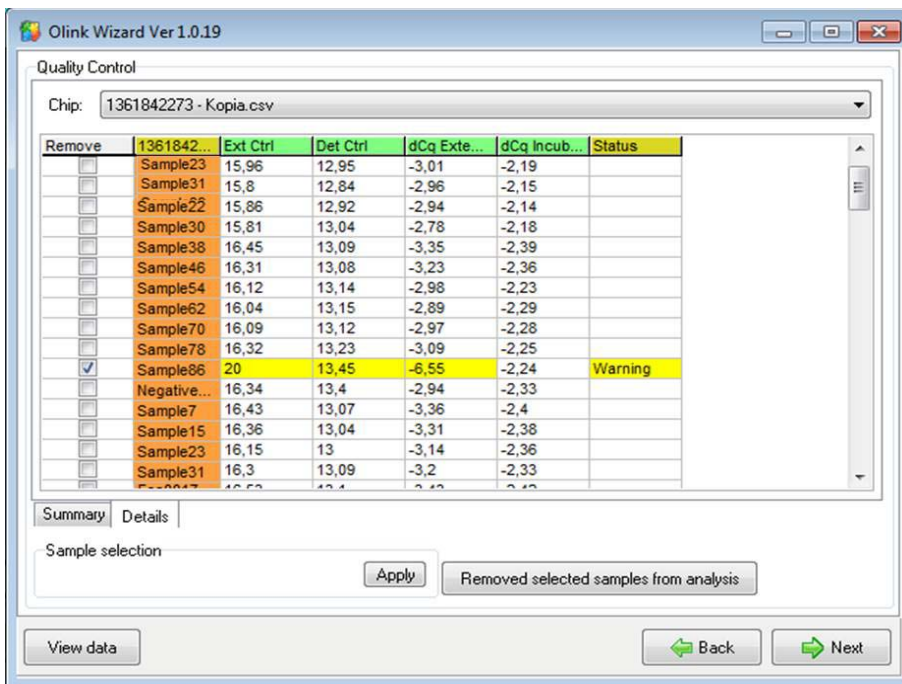 Olink Wizard Ver 1.0.19
Quality Control
Chip: 1361842273 - Kopia.csv
Remove 1361842... Ext Ctrl Det Ctrl dCq Exte... dCq Incub... Status
Sample23 15,96 12,95 -3,01 -2,19
Sample31 15,8 12,84 -2,96 -2,15
Sample22 15,86 12,92 -2,94 -2,14
Sample30 15,81 13,04 -2,78 -2,18
Sample38 16,45 13,09 -3,35 -2,39
Sample46 16,31 13,08 -3,23 -2,36
Sample54 16,12 13,14 -2,98 -2,23
Sample62 16,04 13,15 -2,89 -2,29
Sample70 16,09 13,12 -2,97 -2,28
Sample78 16,32 13,23 -3,09 -2,25
Sample86 20 13,45 -6,55 -2,24 Warning
Negative... 16,34 13,4 -2,94 -2,33
Sample7 16,43 13,07 -3,36 -2,4
Sample15 16,36 13,04 -3,31 -2,38
Sample23 16,15 13 -3,14 -2,36
Sample31 16,3 13,09 -3,2 -2,33
Summary Details
Sample selection
Apply Removed selected samples from analysis
View data Back Next